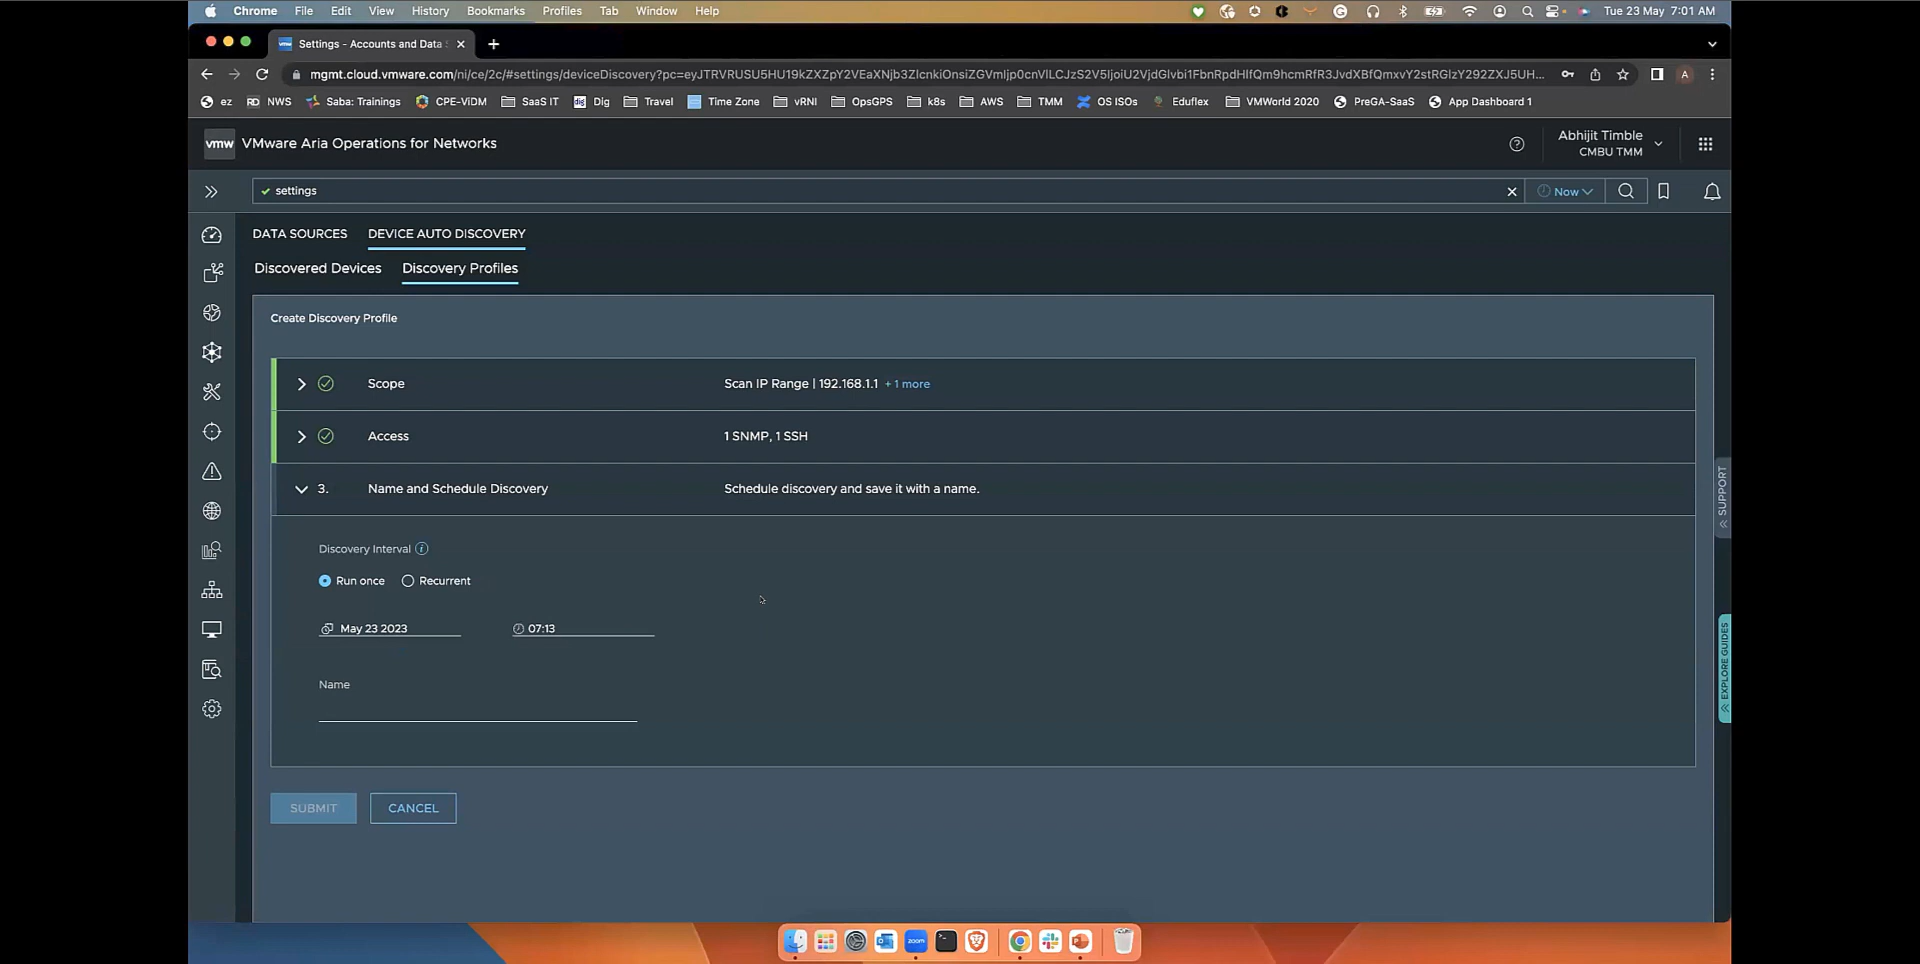 Chrome File Edit View History Bookmarks Profiles Tab Window Help Tue 23 May 7:01 AM
Settings - Accounts and Data
mgmt.cloud.vmware.com/ni/ce/2c/#settings/deviceDiscovery?
ez NWS Saba: Trainings CPE-ViDM SaaS IT Dig Travel Time Zone vRNI OpsGPS k8s AWS TMM OS ISOs Eduflex VMWorld 2020 PreGA-SaaS App Dashboard 1
vmw VMware Aria Operations for Networks
Abhijit Timble
CMBU TMM
settings Now
DATA SOURCES DEVICE AUTO DISCOVERY
Discovered Devices Discovery Profiles
Create Discovery Profile
Scope Scan IP Range | 192.168.1.1 + 1 more
Access 1 SNMP, 1 SSH
3. Name and Schedule Discovery Schedule discovery and save it with a name.
Discovery Interval
Run once Recurrent
May 23 2023 07:13
Name
SUBMIT CANCEL
SUPPORT
EXPLORE GUIDES
zoom